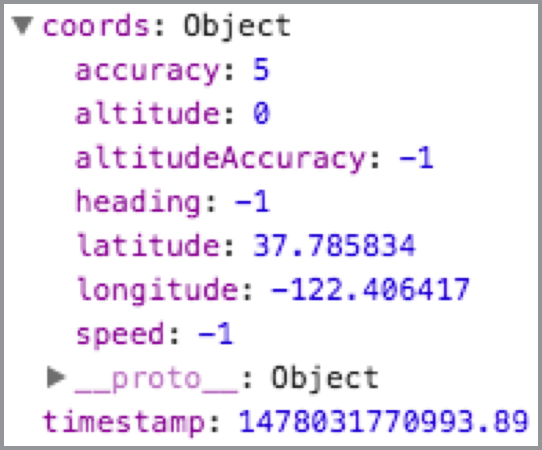 ▼ coords: Object
accuracy: 5
altitude: 0
altitudeAccuracy: -1
heading: -1
latitude: 37.785834
longitude: -122.406417
speed: -1
▶ __proto__: Object
timestamp: 1478031770993.89